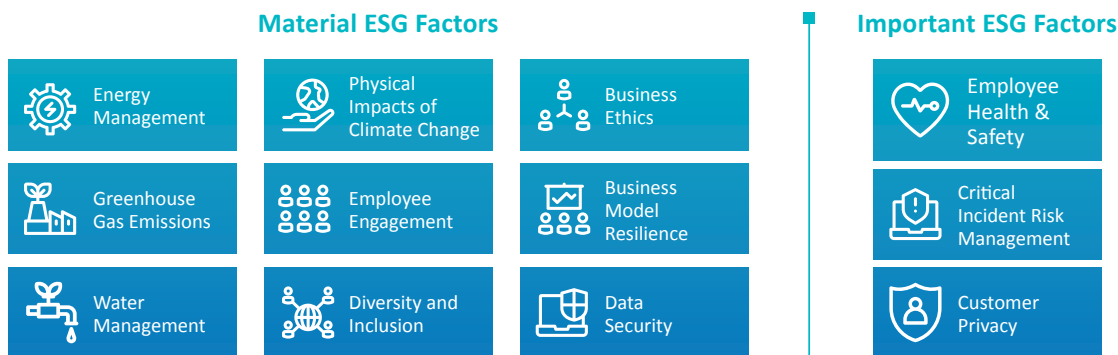 Material ESG Factors
Important ESG Factors
Energy
Management
Physical
Impacts of
Climate Change
Business
Ethics
Employee
Health &
Safety
Greenhouse
Gas Emissions
Employee
Engagement
Business
Model
Resilience
Critical
Incident Risk
Management
Water
Management
Diversity and
Inclusion
Data
Security
Customer
Privacy